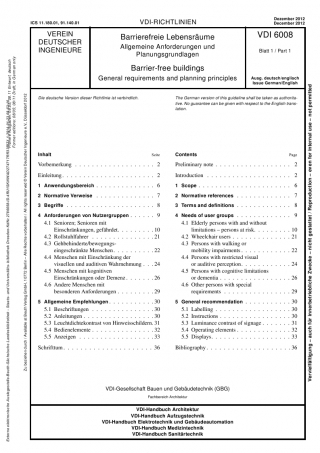 ICS 11.180.01, 91.140.01
VDI-RICHTLINIEN
Dezember 2012
December 2012
VEREIN
DEUTSCHER
INGENIEURE
Barrierefreie Lebensräume
Allgemeine Anforderungen und
Planungsgrundlagen
Barrier-free buildings
General requirements and planning principles
VDI 6008
Blatt 1 / Part 1
Ausg. deutsch/englisch
Issue German/English
Die deutsche Version dieser Richtlinie ist verbindlich.
The German version of this guideline shall be taken as authorita-
tive. No guarantee can be given with respect to the English trans-
lation.
Inhalt Seite
Vorbemerkung 2
Einleitung 2
1 Anwendungsbereich 6
2 Normative Verweise 7
3 Begriffe 8
4 Anforderungen von Nutzergruppen 9
4.1 Senioren; Senioren mit
Einschränkungen, gefährdet 10
4.2 Rollstuhlfahrer 21
4.3 Gehbehinderte/bewegungs-
eingeschränkte Menschen 22
4.4 Menschen mit Einschränkung der
visuellen und auditiven Wahrnehmung 24
4.5 Menschen mit kognitiven
Einschränkungen oder Demenz 26
4.6 Andere Menschen mit
besonderen Anforderungen 29
5 Allgemeine Empfehlungen 30
5.1 Beschriftungen 30
5.2 Anleitungen 30
5.3 Leuchtdichtekontrast von Hinweisschildern 31
5.4 Bedienelemente 32
5.5 Anzeigen 33
Schrifttum 36
Contents Page
Preliminary note 2
Introduction 2
1 Scope 6
2 Normative references 7
3 Terms and definitions 8
4 Needs of user groups 9
4.1 Elderly persons with and without
limitations – persons at risk 10
4.2 Wheelchair users 21
4.3 Persons with walking or
mobility impairments 22
4.4 Persons with restricted visual
or auditive perception 24
4.5 Persons with cognitive limitations
or dementia 26
4.6 Other persons with special
requirements 29
5 General recommendation 30
5.1 Labelling 30
5.2 Instructions 30
5.3 Luminance contrast of signage 31
5.4 Operating elements 32
5.5 Displays 33
Bibliography 36
VDI-Gesellschaft Bauen und Gebäudetechnik (GBG)
Fachbereich Architektur
VDI-Handbuch Architektur
VDI-Handbuch Aufzugstechnik
VDI-Handbuch Elektrotechnik und Gebäudeautomation
VDI-Handbuch Medizintechnik
VDI-Handbuch Sanitärtechnik
Vervielfältigung – auch für innerbetriebliche Zwecke – nicht gestattet / Reproduction – even for internal use – not permitted